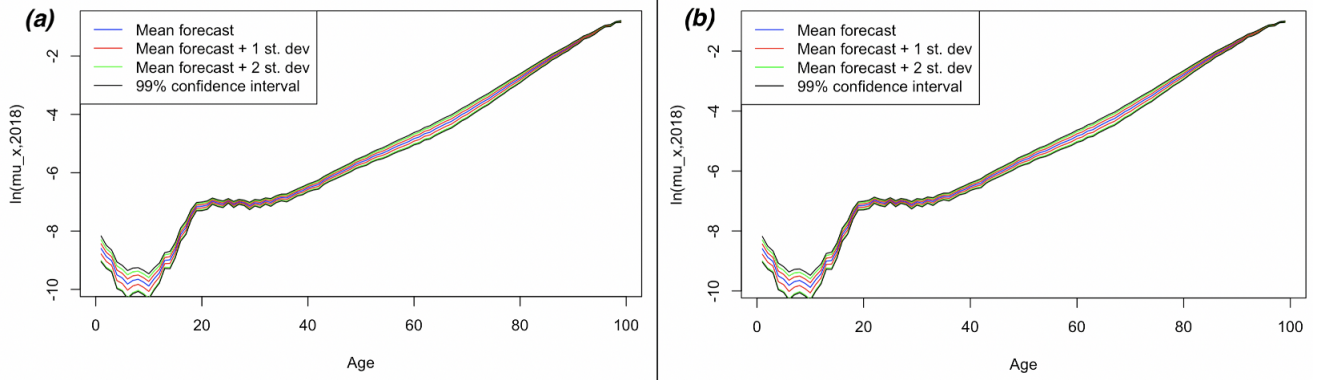 (a)
Mean forecast
Mean forecast + 1 st. dev
Mean forecast + 2 st. dev
99% confidence interval
ln(mu_x,2018)
-2
-4
-6
-8
-10
0 20 40 60 80 100
Age
(b)
Mean forecast
Mean forecast + 1 st. dev
Mean forecast + 2 st. dev
99% confidence interval
ln(mu_x,2018)
-2
-4
-6
-8
-10
0 20 40 60 80 100
Age